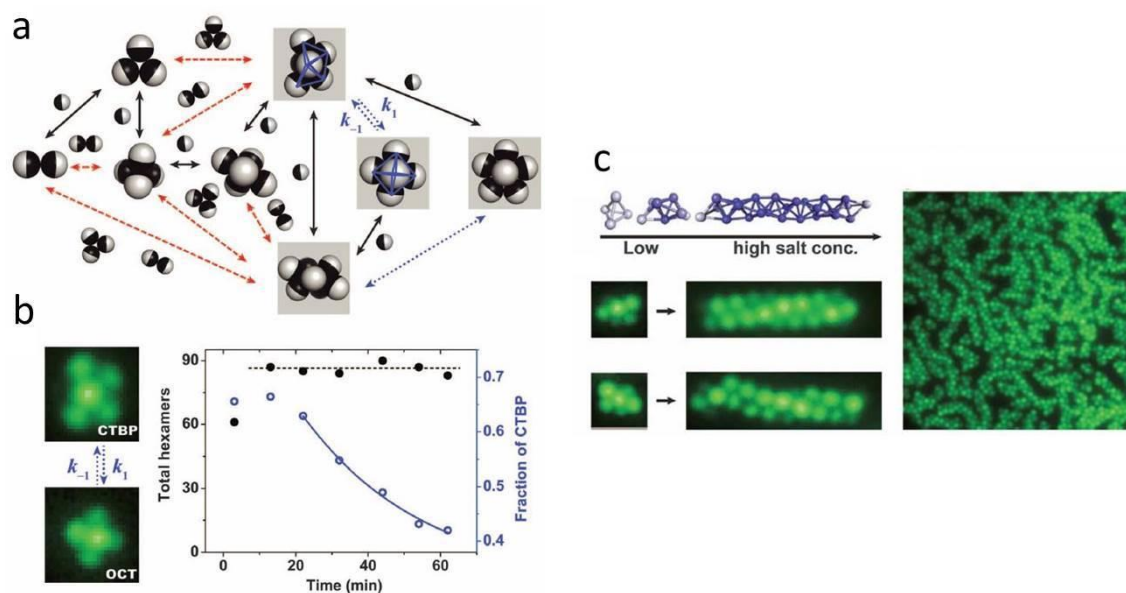 a
k₁
k₋₁
b
CTBP
k₋₁
k₁
OCT
Total hexamers
90
60
30
0
0
20
40
60
Time (min)
0.7
0.6
0.5
0.4
Fraction of CTBP
c
Low
high salt conc.